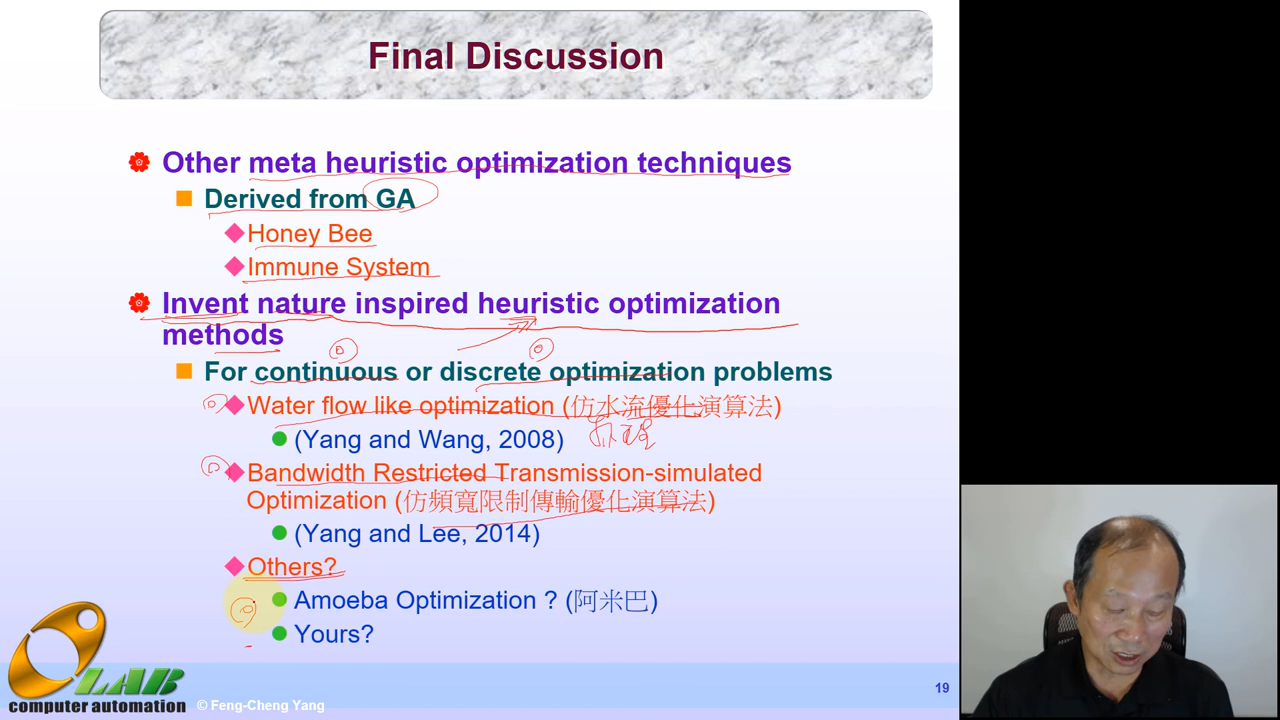 Final Discussion
Other meta heuristic optimization techniques
Derived from GA
Honey Bee
Immune System
Invent nature inspired heuristic optimization
methods
For continuous or discrete optimization problems
Water flow like optimization (仿水流優化演算法)
(Yang and Wang, 2008)
Bandwidth Restricted Transmission-simulated
Optimization (仿頻寬限制傳輸優化演算法)
(Yang and Lee, 2014)
Others?
Amoeba Optimization ? (阿米巴)
Yours?
LAB
computer automation
© Feng-Cheng Yang
19